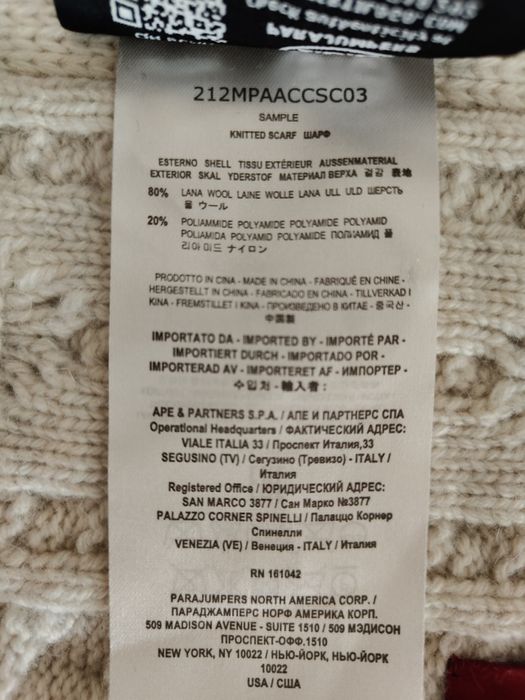 PARAJUMPERS
212MPAACCSC03
SAMPLE
KNITTED SCARF ШАРФ
ESTERNO SHELL TISSU EXTÉRIEUR AUSSENMATERIAL
EXTERIOR SKAL YDERSTOF МАТЕРИАЛ ВЕРХА 겉감 表地
80% LANA WOOL LAINE WOLLE LANA ULL ULD ШЕРСТЬ
울 ウール
20% POLIAMMIDE POLYAMIDE POLYAMIDE POLYAMID
POLIAMIDA POLYAMID POLYAMIDE ПОЛИАМИД 폴
리아미드 ナイロン
PRODOTTO IN CINA - MADE IN CHINA - FABRIQUÉ EN CHINE -
HERGESTELLT IN CHINA - FABRICADO EN CHINA - TILLVERKAD I
KINA - FREMSTILLET I KINA - ПРОИЗВЕДЕНО В КИТАЕ - 중국산 -
中国製
IMPORTATO DA - IMPORTED BY - IMPORTÉ PAR -
IMPORTIERT DURCH - IMPORTADO POR -
IMPORTERAD AV - IMPORTERET AF - ИМПОРТЕР -
수입처 - 輸入者 :
APE & PARTNERS S.P.A. / АПЕ И ПАРТНЕРС СПА
Operational Headquarters / ФАКТИЧЕСКИЙ АДРЕС:
VIALE ITALIA 33 / Проспект Италия,33
SEGUSINO (TV) / Сегузино (Тревизо) - ITALY /
Италия
Registered Office / ЮРИДИЧЕСКИЙ АДРЕС:
SAN MARCO 3877 / Сан Марко №3877
PALAZZO CORNER SPINELLI / Палаццо Корнер
Спинелли
VENEZIA (VE) / Венеция - ITALY / Италия
RN 161042
PARAJUMPERS NORTH AMERICA CORP. /
ПАРАДЖАМПЕРС НОРФ АМЕРИКА КОРП.
509 MADISON AVENUE - SUITE 1510 / 509 МЭДИСОН
ПРОСПЕКТ-ОФФ.1510
NEW YORK, NY 10022 / НЬЮ-ЙОРК, НЬЮ-ЙОРК
10022
USA / США